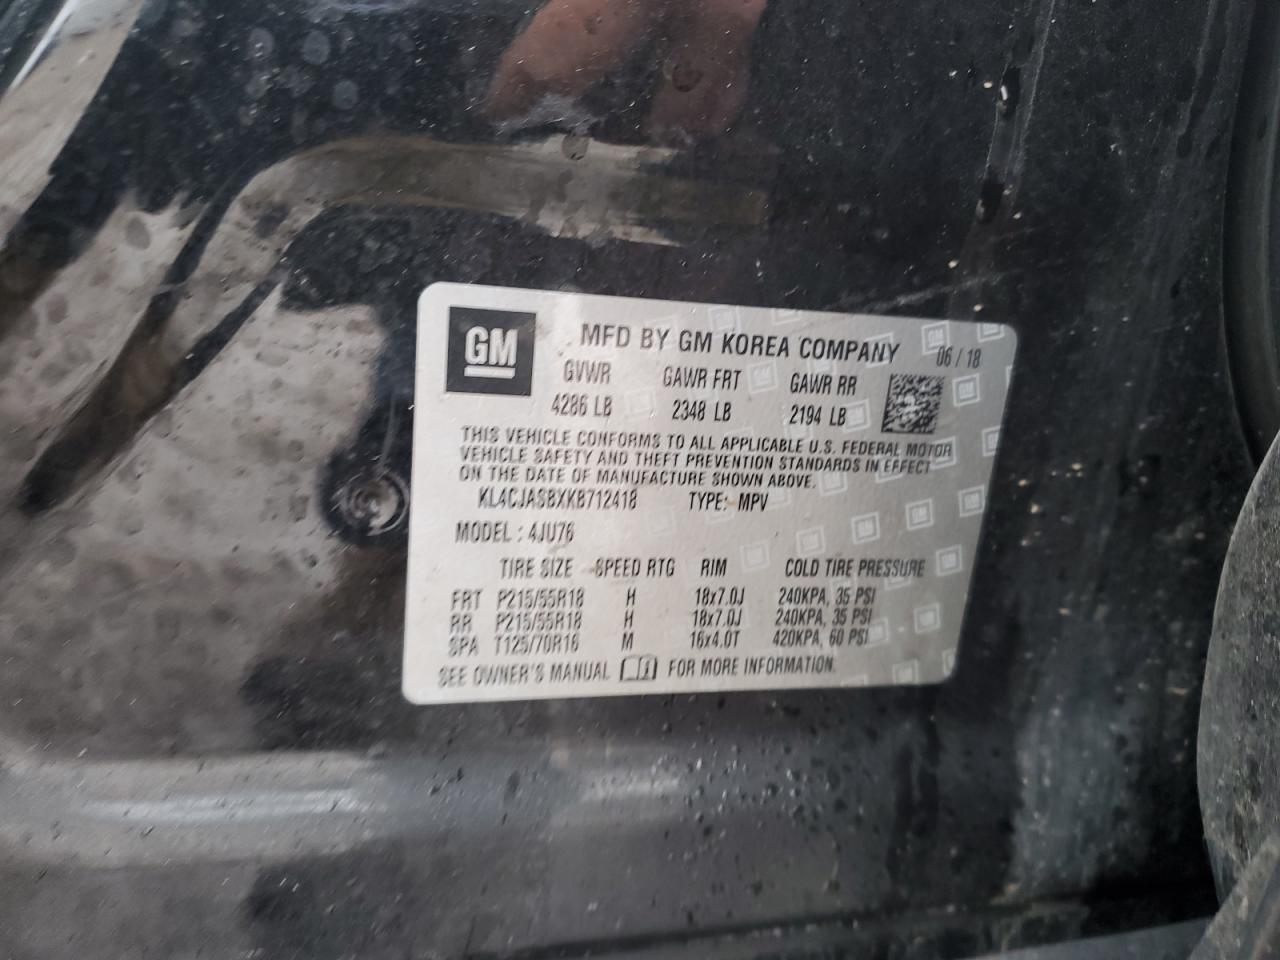 GM
MFD BY GM KOREA COMPANY 06 / 18
GVWR GAWR FRT GAWR RR
4286 LB 2348 LB 2194 LB
THIS VEHICLE CONFORMS TO ALL APPLICABLE U.S. FEDERAL MOTOR
VEHICLE SAFETY AND THEFT PREVENTION STANDARDS IN EFFECT
ON THE DATE OF MANUFACTURE SHOWN ABOVE.
KL4CJASBXKB712418 TYPE: MPV
MODEL : 4JU76
TIRE SIZE SPEED RTG RIM COLD TIRE PRESSURE
FRT P215/55R18 H 18x7.0J 240KPA, 35 PSI
RR P215/55R18 H 18x7.0J 240KPA, 35 PSI
SPA T125/70R16 M 16x4.0T 420KPA, 60 PSI
SEE OWNER'S MANUAL FOR MORE INFORMATION.